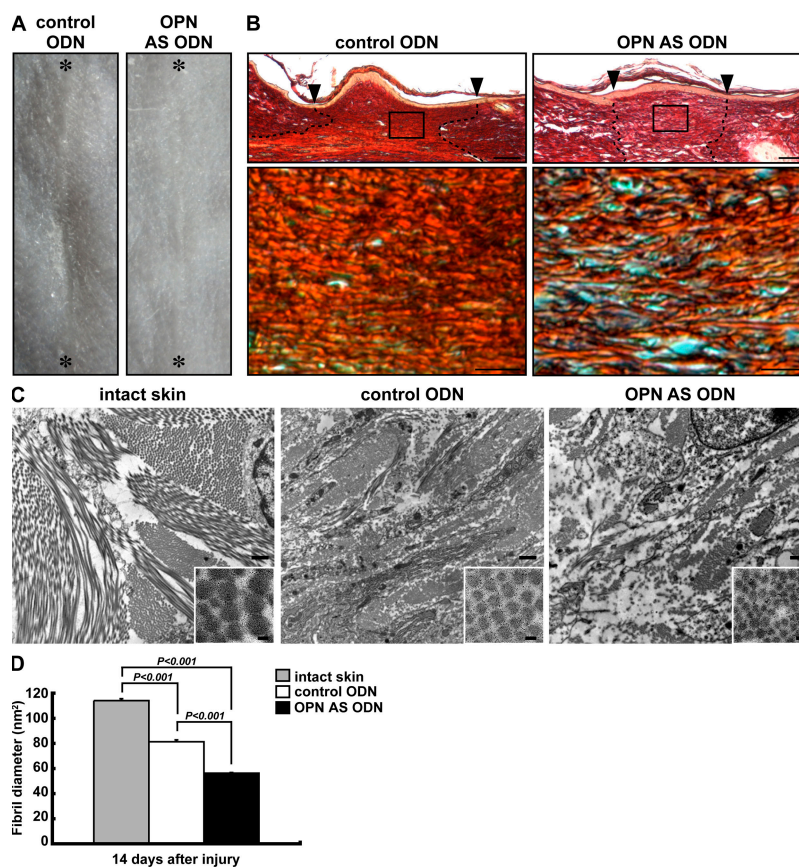 A
control
ODN
OPN
AS ODN
*
*
*
*
B
control ODN
OPN AS ODN
C
intact skin
control ODN
OPN AS ODN
D
P<0.001
P<0.001
P<0.001
intact skin
control ODN
OPN AS ODN
Fibril diameter (nm²)
120
100
80
60
40
20
0
14 days after injury